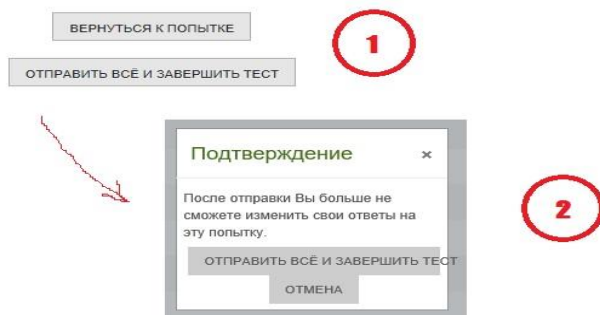 ВЕРНУТЬСЯ К ПОПЫТКЕ
1
ОТПРАВИТЬ ВСЁ И ЗАВЕРШИТЬ ТЕСТ
Подтверждение ×
После отправки Вы больше не
сможете изменить свои ответы на
эту попытку.
2
ОТПРАВИТЬ ВСЁ И ЗАВЕРШИТЬ ТЕСТ
ОТМЕНА